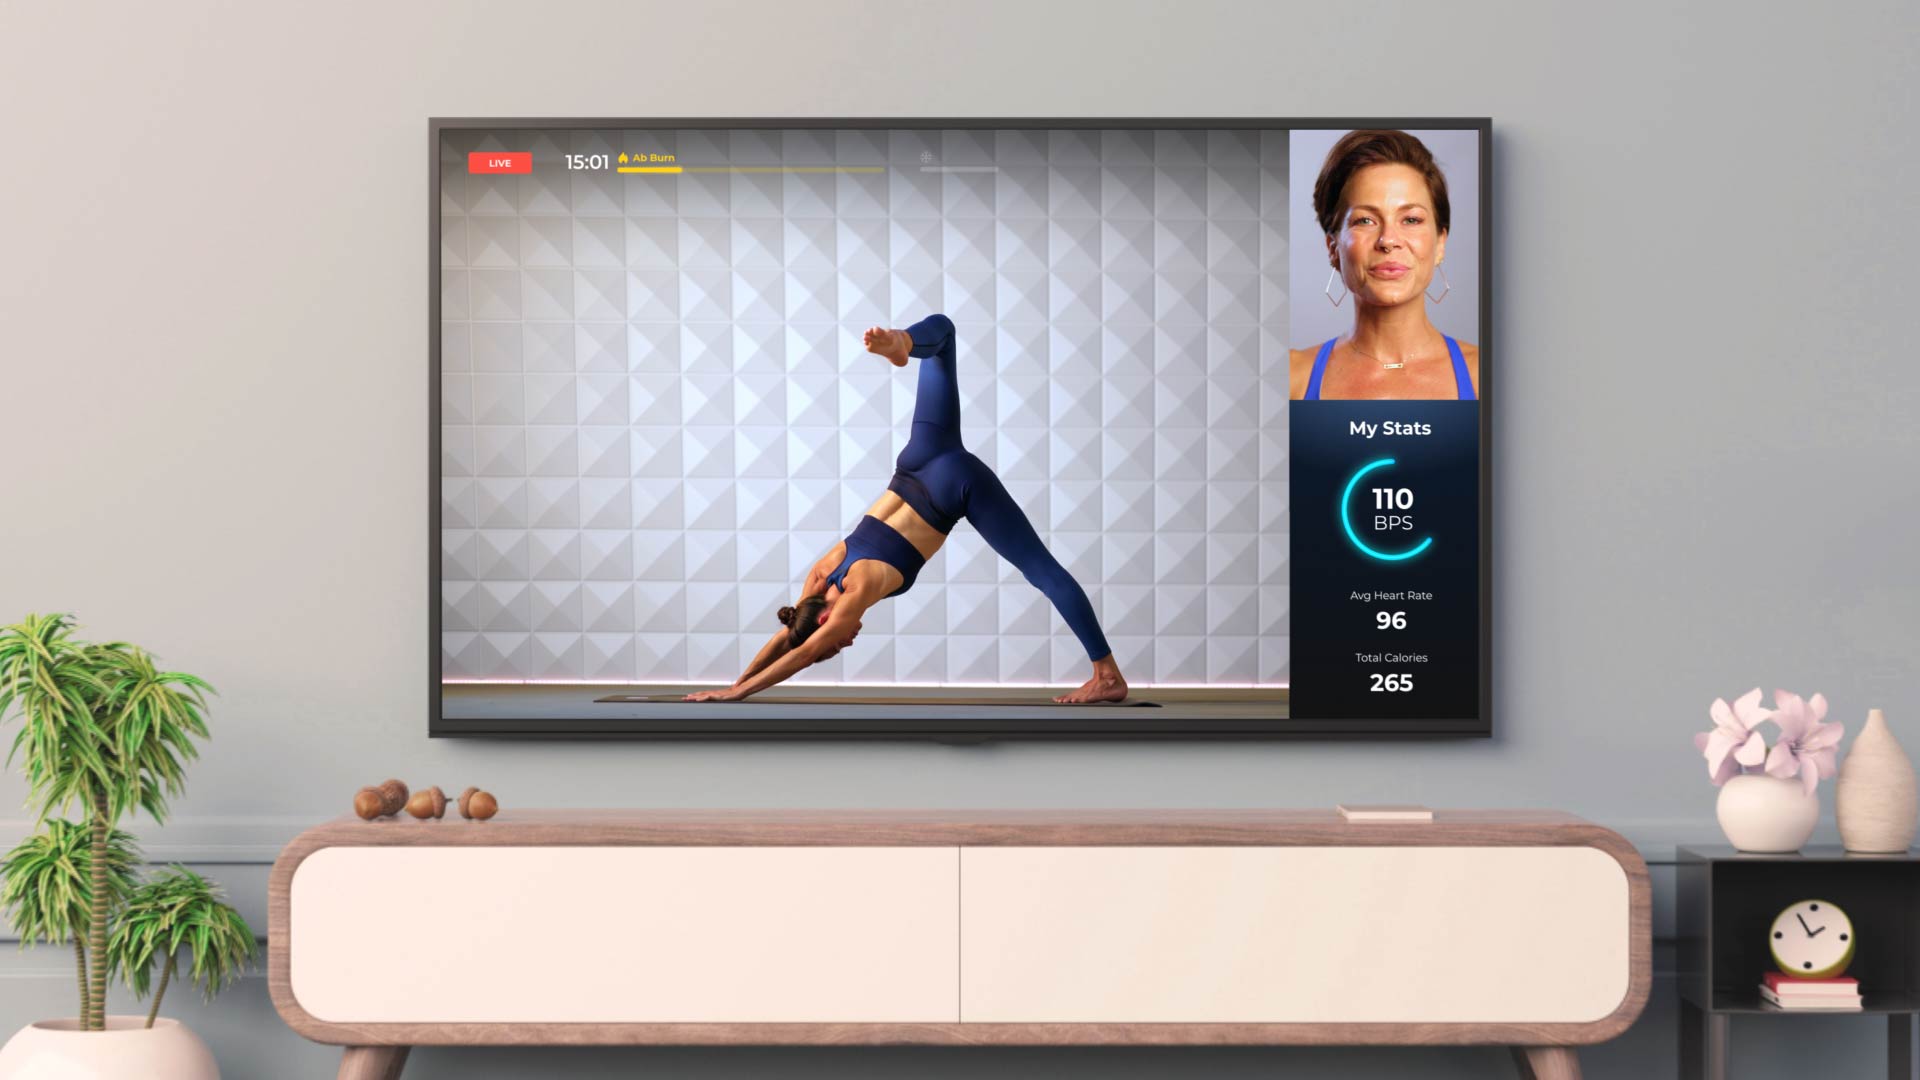 LIVE
15:01
Ab Burn
My Stats
110
BPS
Avg Heart Rate
96
Total Calories
265